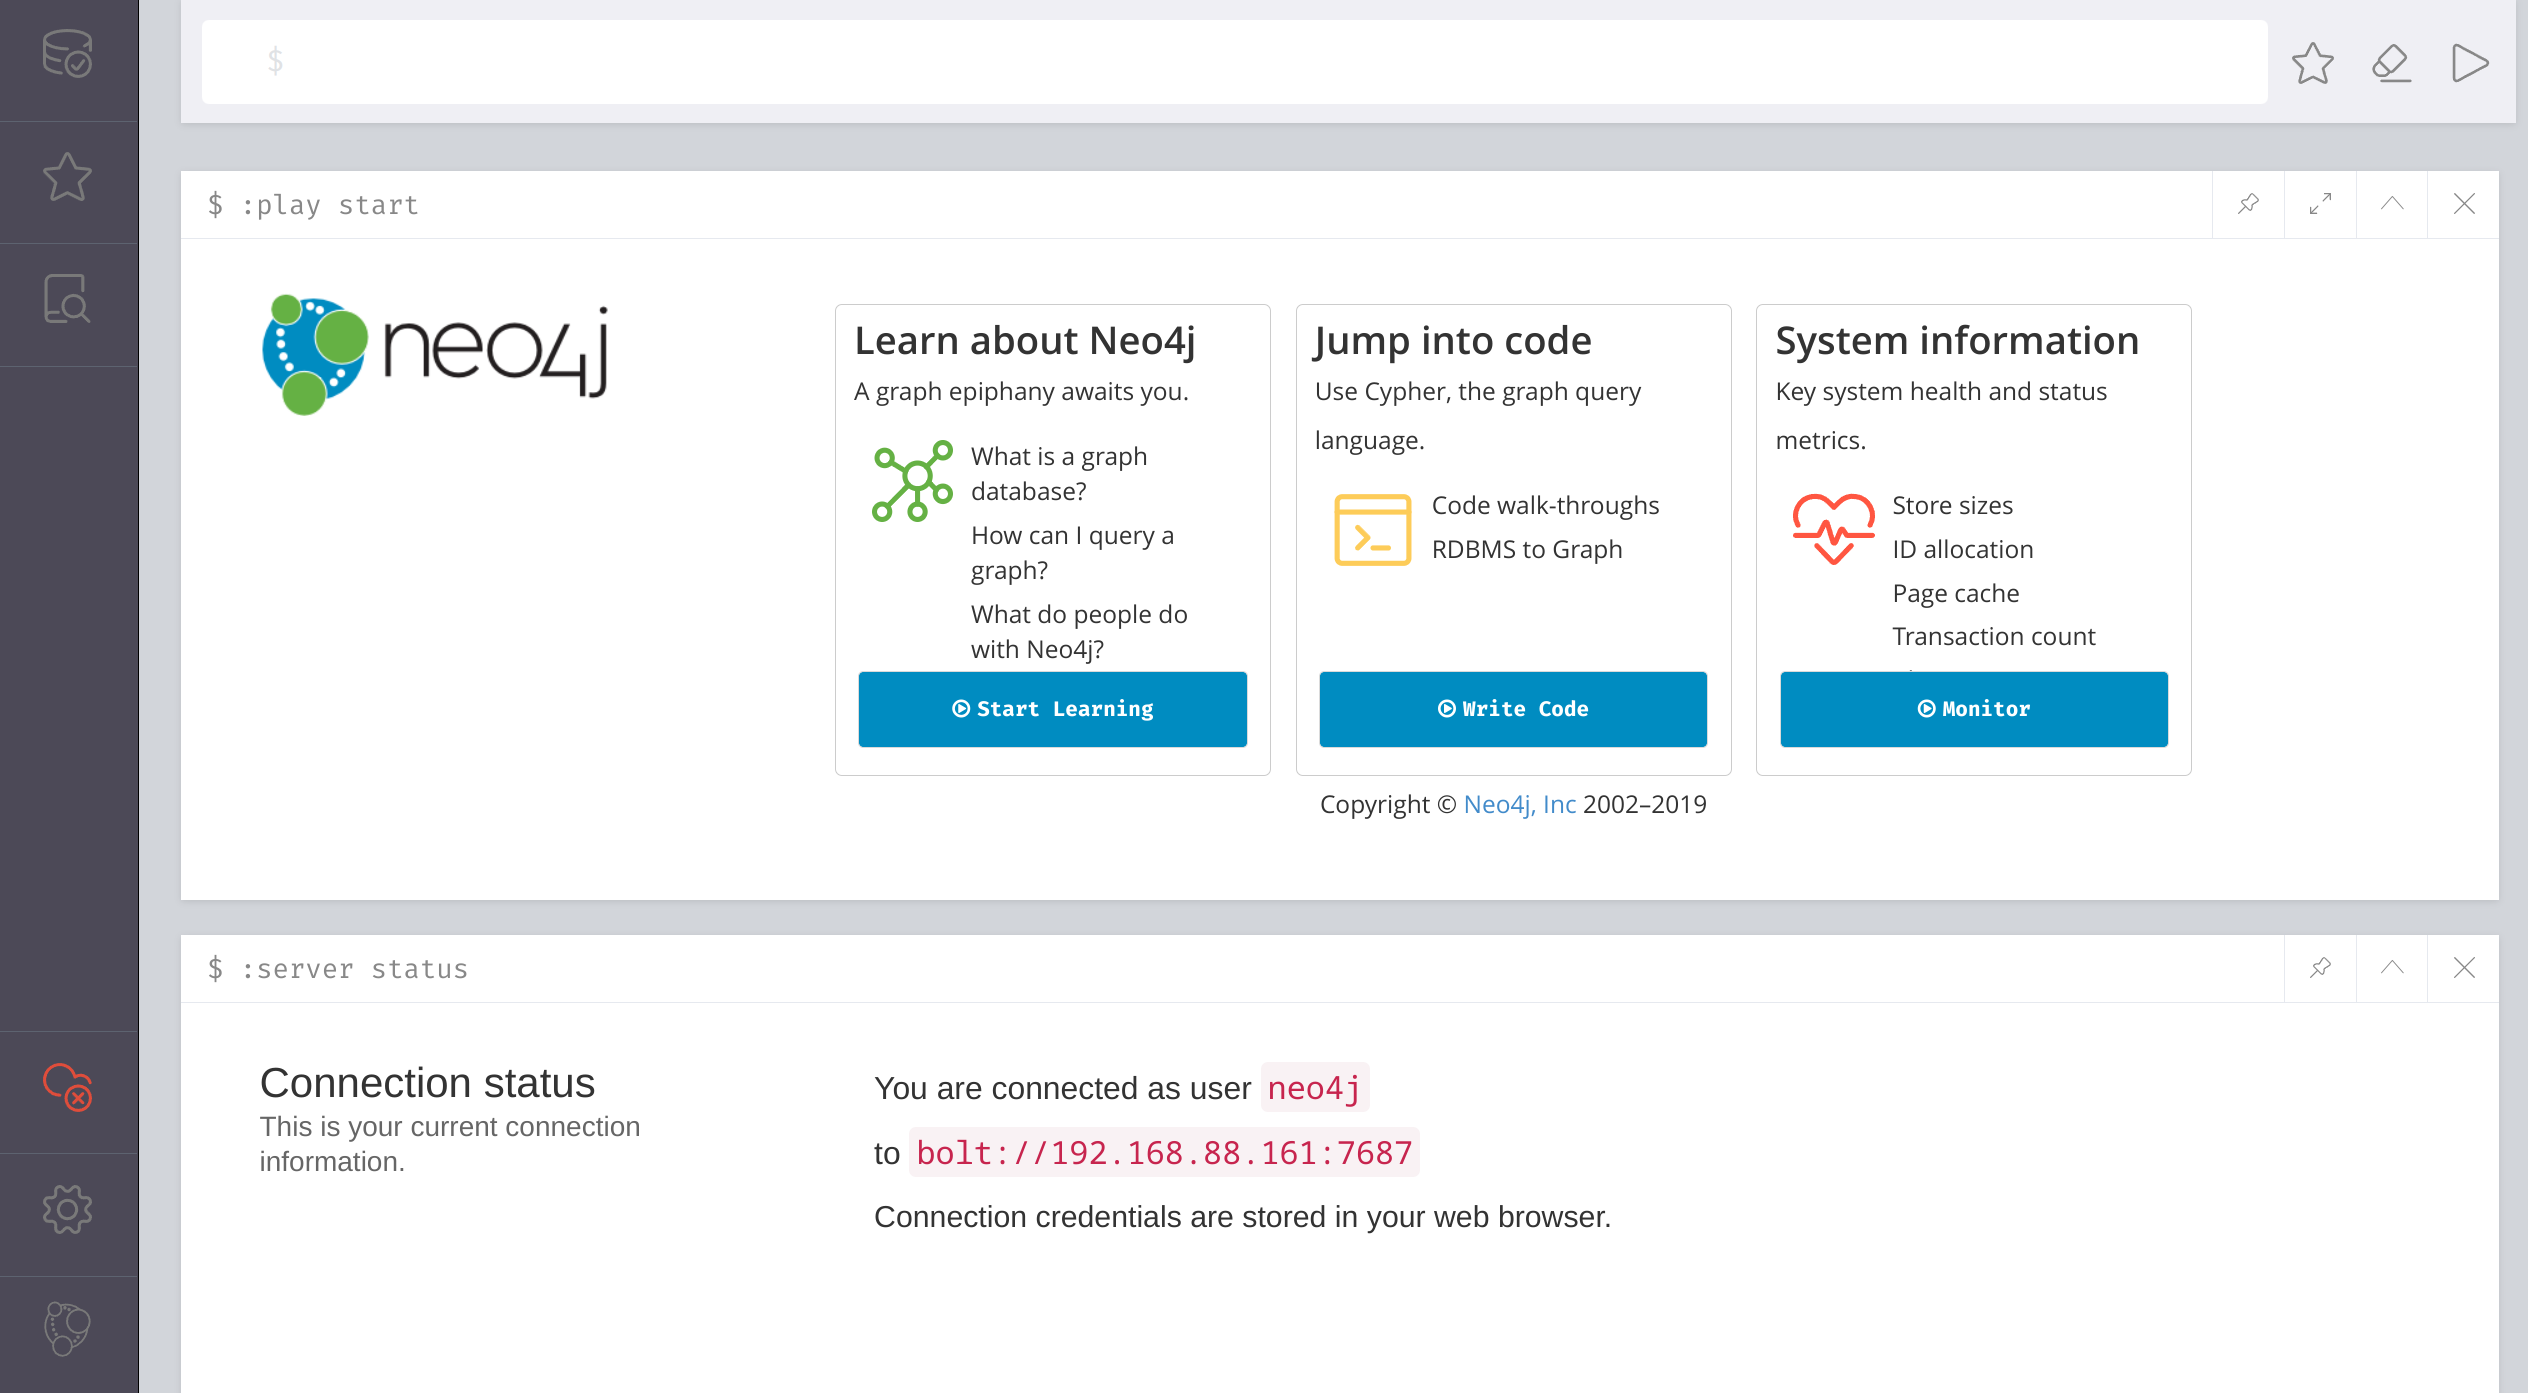 $
$ :play start
neo4j
Learn about Neo4j
A graph epiphany awaits you.
What is a graph
database?
How can I query a
graph?
What do people do
with Neo4j?
Start Learning
Jump into code
Use Cypher, the graph query
language.
Code walk-throughs
RDBMS to Graph
Write Code
System information
Key system health and status
metrics.
Store sizes
ID allocation
Page cache
Transaction count
Monitor
Copyright © Neo4j, Inc 2002–2019
$ :server status
Connection status
This is your current connection
information.
You are connected as user neo4j
to bolt://192.168.88.161:7687
Connection credentials are stored in your web browser.